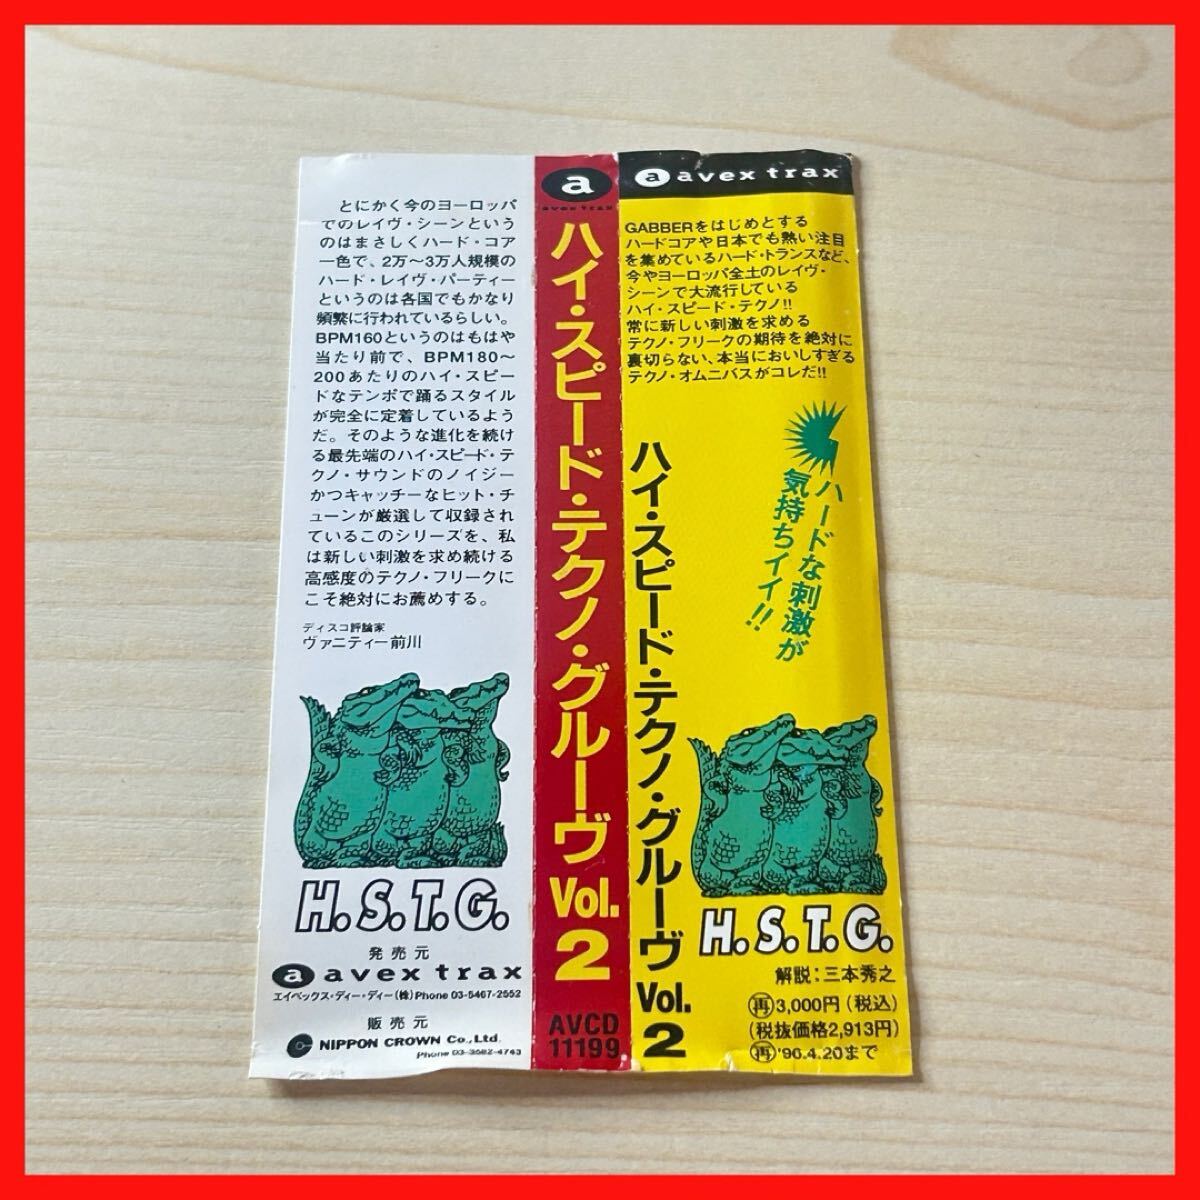 とにかく今のヨーロッパ
でのレイヴ・シーンという
のはまさしくハード・コア
一色で、2万〜3万人規模の
ハード・レイヴ・パーティー
というのは各国でもかなり
頻繁に行われているらしい。
BPM160というのはもはや
当たり前で、BPM180〜
200あたりのハイ・スピー
ドなテンポで踊るスタイル
が完全に定着しているよう
だ。そのような進化を続け
る最先端のハイ・スピード・テ
クノ・サウンドのノイジー
かつキャッチーなヒット・チ
ューンが厳選して収録され
ているこのシリーズを、私
は新しい刺激を求め続ける
高感度のテクノ・フリークに
こそ絶対にお薦めする。
ディスコ評論家
ヴァニティー前川
H.S.T.G.
発売元
a avex trax
エイベックス・ディー・ディー(株) Phone 03-5467-2552
販売元
NIPPON CROWN Co., Ltd.
Phone 03-3582-4743
a
avex trax
ハイ・スピード・テクノ・グルーヴ
Vol.
2
AVCD
11199
a avex trax
GABBERをはじめとする
ハードコアや日本でも熱い注目
を集めているハード・トランスなど、
今やヨーロッパ全土のレイヴ・
シーンで大流行している
ハイ・スピード・テクノ!!
常に新しい刺激を求める
テクノ・フリークの期待を絶対に
裏切らない、本当においしすぎる
テクノ・オムニバスがコレだ!!
ハードな刺激が
気持ちイイ!!
ハイ・スピード・テクノ・グルーヴ
Vol.
2
H.S.T.G.
解説:三本秀之
再3,000円(税込)
(税抜価格2,913円)
再'96.4.20まで